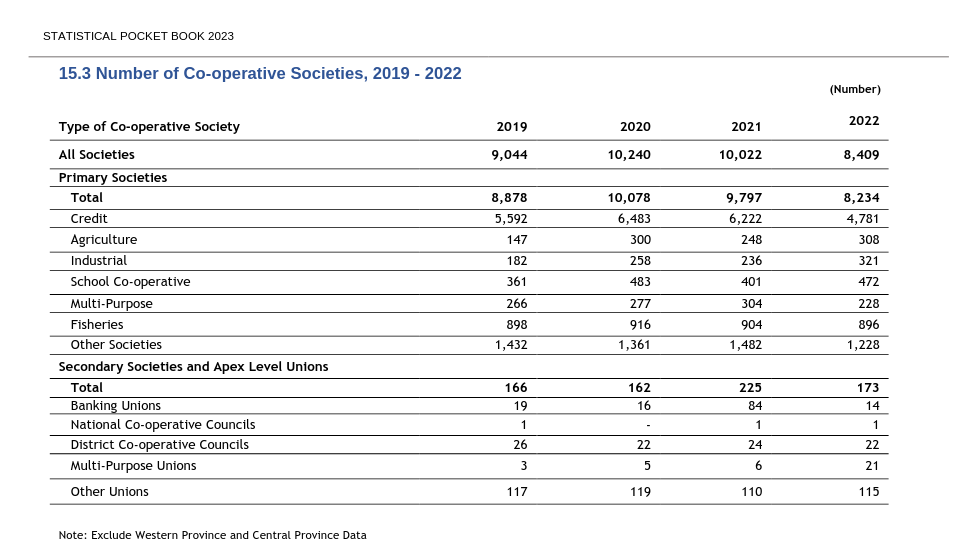 STATISTICAL POCKET BOOK 2023
15.3 Number of Co-operative Societies, 2019 - 2022
(Number)
Type of Co-operative Society 2019 2020 2021 2022
All Societies 9,044 10,240 10,022 8,409
Primary Societies
Total 8,878 10,078 9,797 8,234
Credit 5,592 6,483 6,222 4,781
Agriculture 147 300 248 308
Industrial 182 258 236 321
School Co-operative 361 483 401 472
Multi-Purpose 266 277 304 228
Fisheries 898 916 904 896
Other Societies 1,432 1,361 1,482 1,228
Secondary Societies and Apex Level Unions
Total 166 162 225 173
Banking Unions 19 16 84 14
National Co-operative Councils 1 - 1 1
District Co-operative Councils 26 22 24 22
Multi-Purpose Unions 3 5 6 21
Other Unions 117 119 110 115
Note: Exclude Western Province and Central Province Data